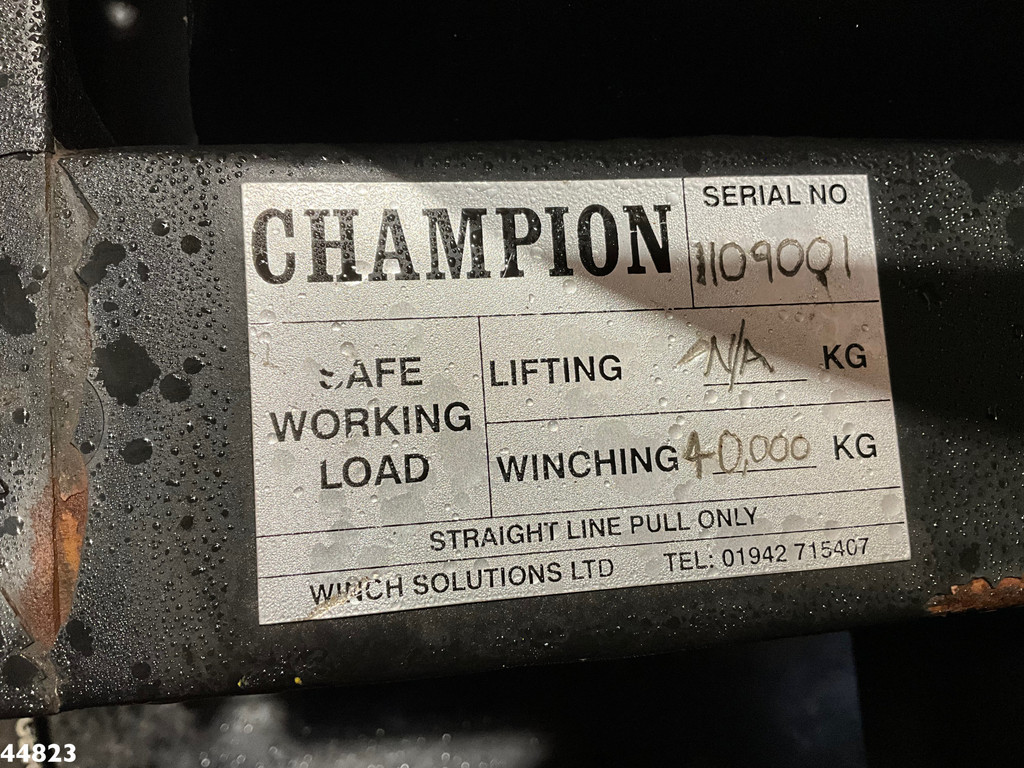 CHAMPION
SERIAL NO
1109001
SAFE
WORKING
LOAD
LIFTING N/A KG
WINCHING 40,000 KG
STRAIGHT LINE PULL ONLY
WINCH SOLUTIONS LTD TEL: 01942 715407
44823